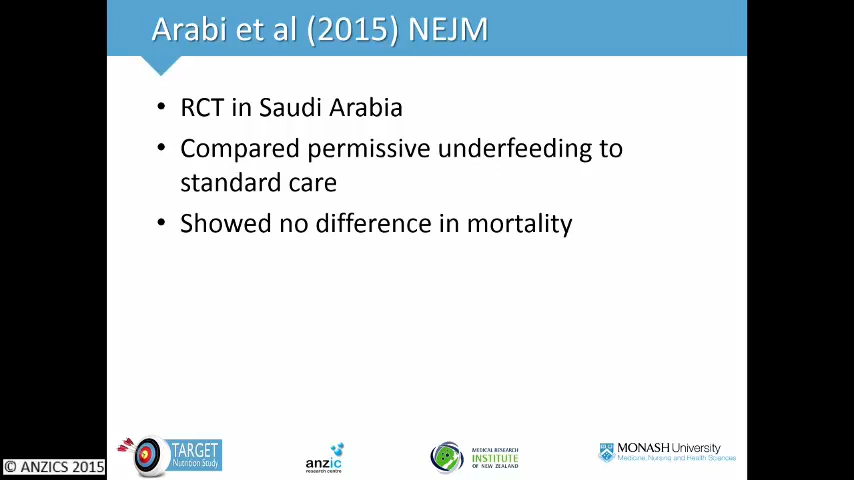 Arabi et al (2015) NEJM
• RCT in Saudi Arabia
• Compared permissive underfeeding to
standard care
• Showed no difference in mortality
TARGET
Nutrition Study
anzic
research centre
MEDICAL RESEARCH
INSTITUTE
OF NEW ZEALAND
MONASH University
Medicine, Nursing and Health Sciences
© ANZICS 2015